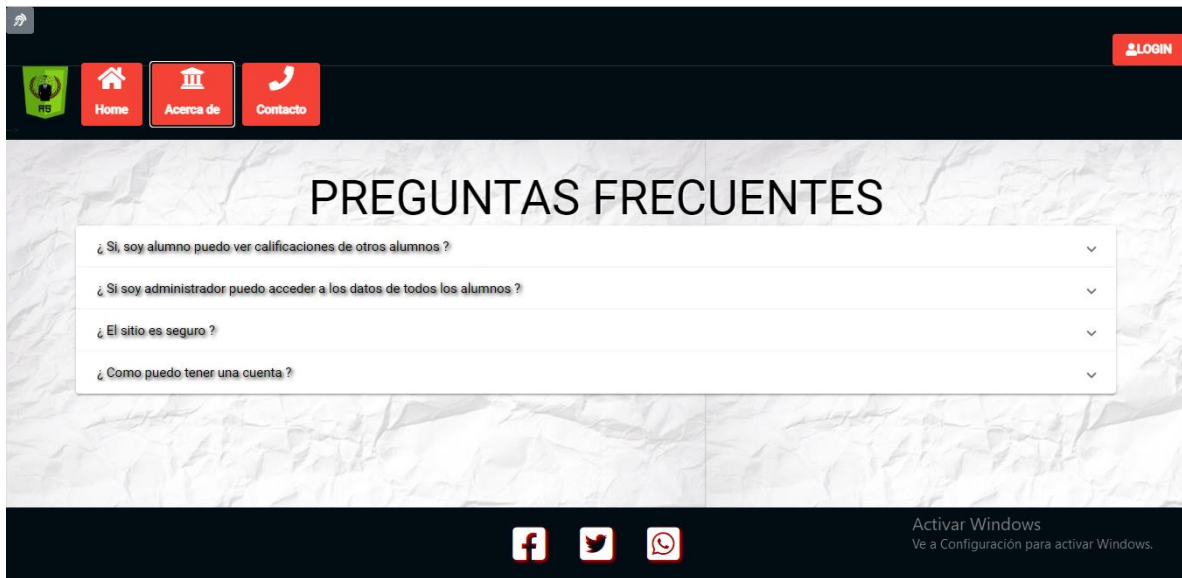 LOGIN
AS
Home
Acerca de
Contacto
PREGUNTAS FRECUENTES
¿ Si, soy alumno puedo ver calificaciones de otros alumnos ?
¿ Si soy administrador puedo acceder a los datos de todos los alumnos ?
¿ El sitio es seguro ?
¿ Como puedo tener una cuenta ?
Activar Windows
Ve a Configuración para activar Windows.